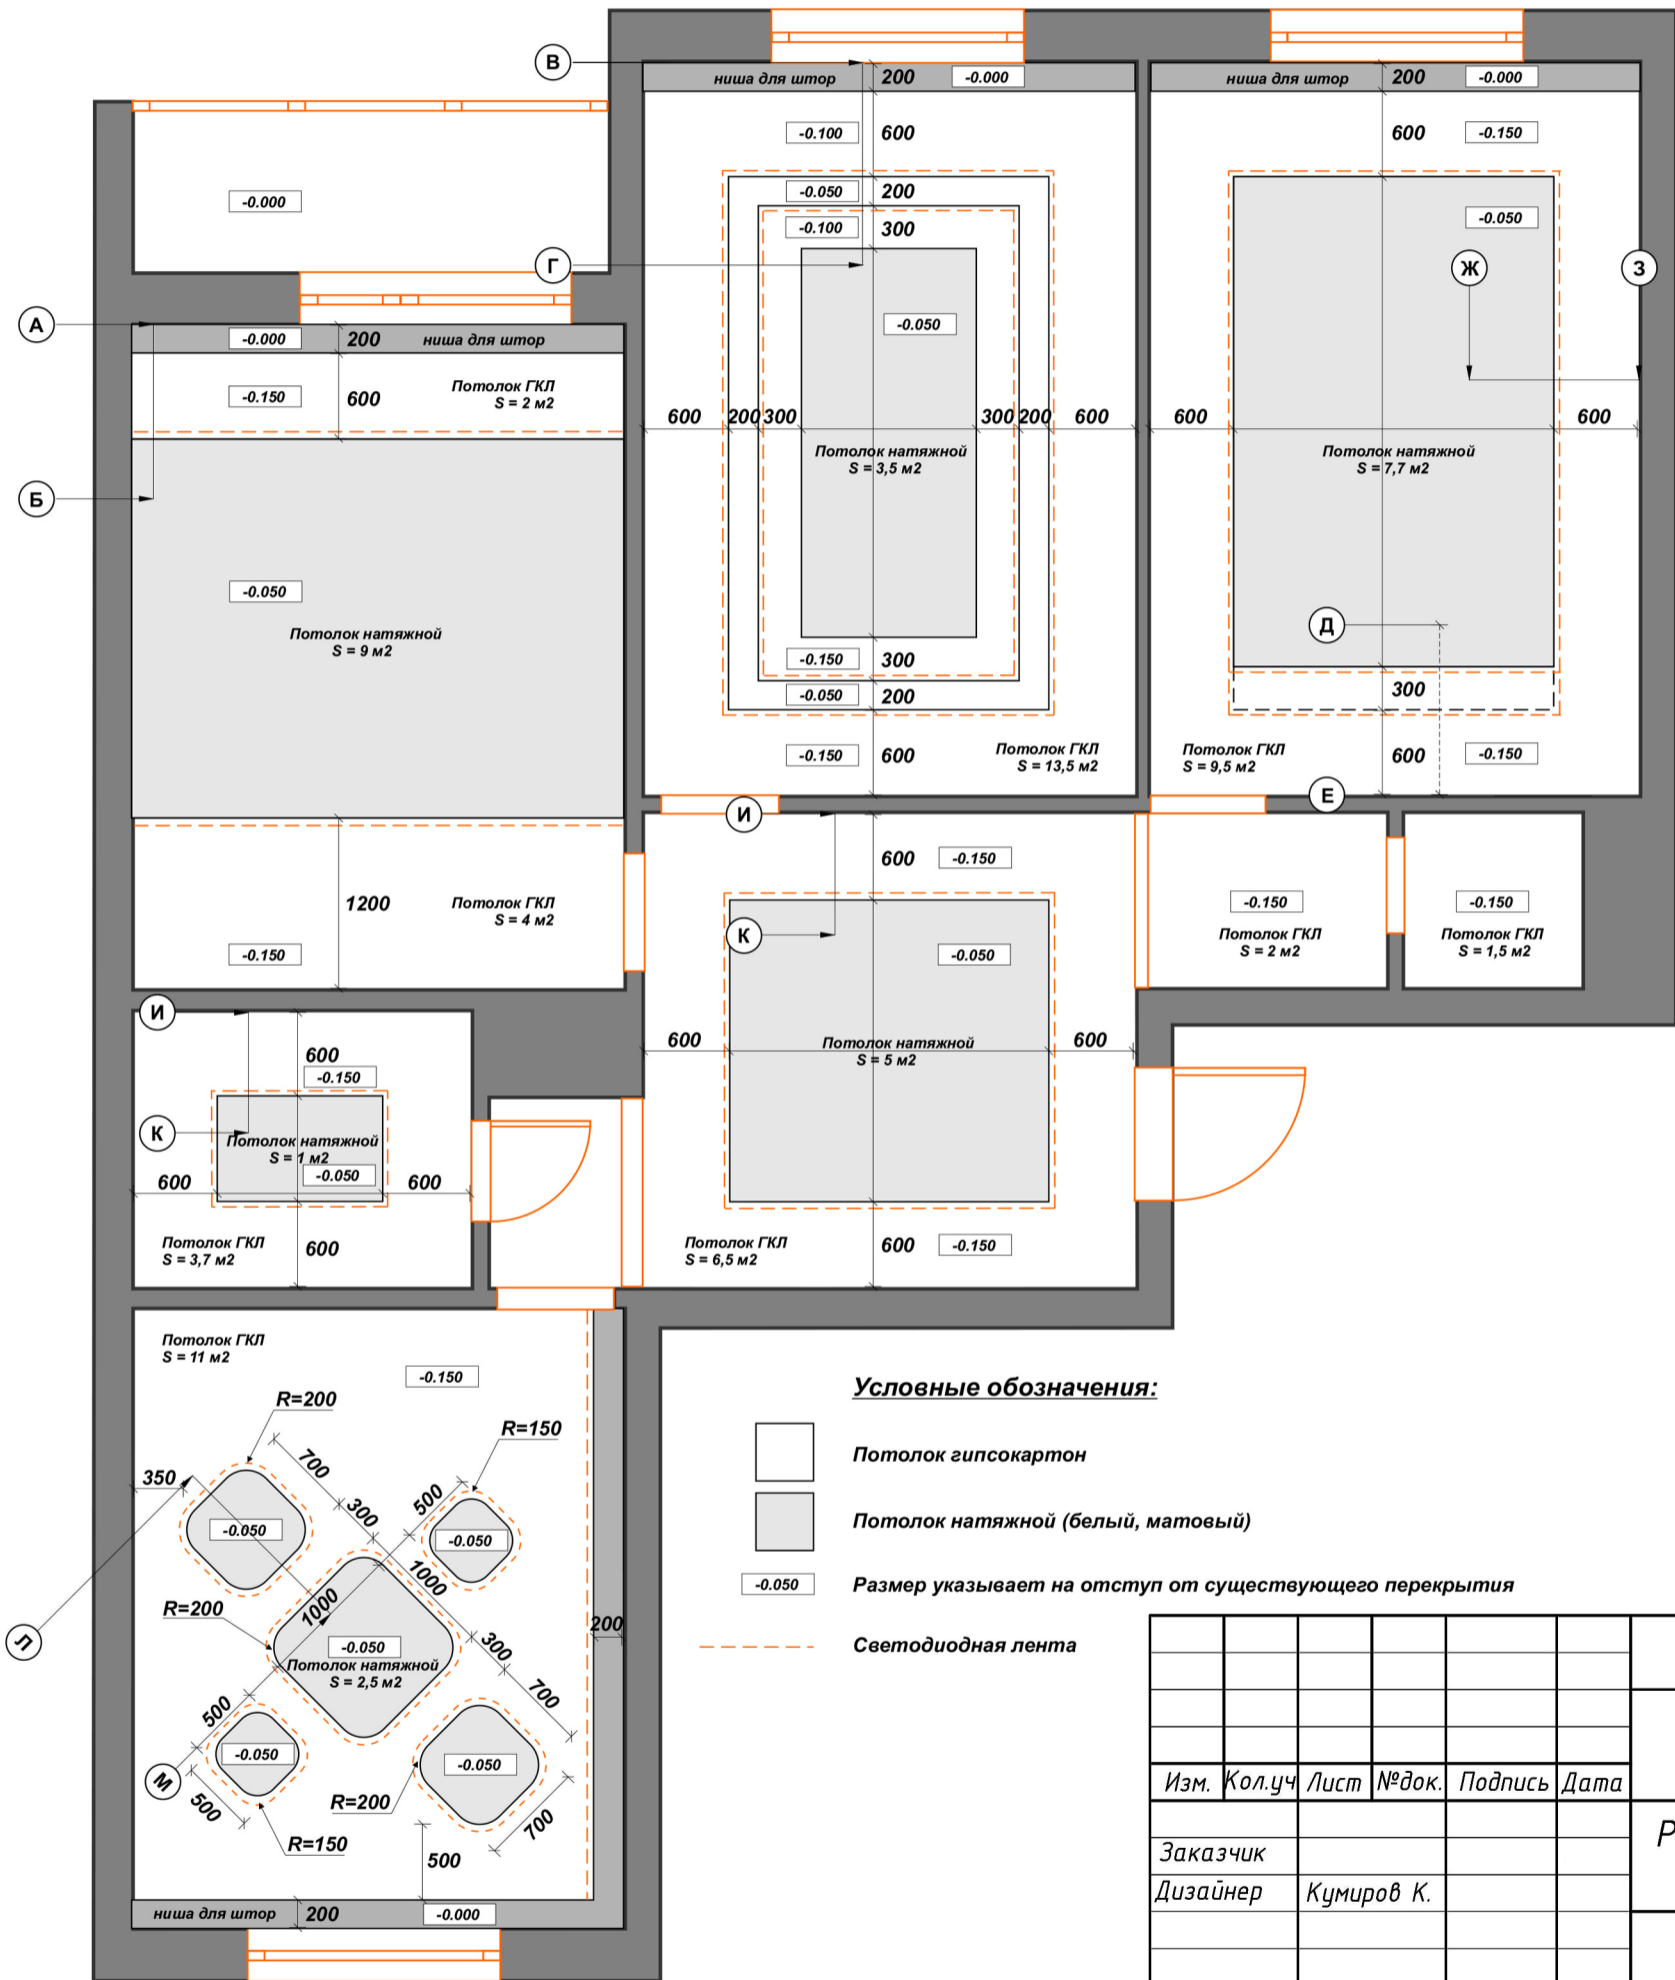 В
ниша для штор 200 -0.000
ниша для штор 200 -0.000
-0.100 600
600 -0.150
-0.000
-0.050 200
-0.100 300
-0.050
Г
Ж
З
-0.050
А
-0.000 200 ниша для штор
-0.150 600
Потолок ГКЛ
S = 2 м2
600 200 300 300 200 600
600 600
Потолок натяжной
S = 3,5 м2
Потолок натяжной
S = 7,7 м2
Б
-0.050
Потолок натяжной
S = 9 м2
Д
-0.150 300
-0.050 200
300
-0.150 600
Потолок ГКЛ
S = 13,5 м2
Потолок ГКЛ
S = 9,5 м2
600 -0.150
Е
И
600 -0.150
1200
Потолок ГКЛ
S = 4 м2
-0.150
К
-0.050
-0.150
Потолок ГКЛ
S = 2 м2
-0.150
Потолок ГКЛ
S = 1,5 м2
И
600
-0.150
600 600
Потолок натяжной
S = 5 м2
К
Потолок натяжной
S = 1 м2
-0.050
600 600
Потолок ГКЛ
S = 3,7 м2
600
Потолок ГКЛ
S = 6,5 м2
600 -0.150
Потолок ГКЛ
S = 11 м2
-0.150
R=200
R=150
350
700
300
500
-0.050
-0.050
1000
1000
R=200
-0.050
Потолок натяжной
S = 2,5 м2
300
200
700
Л
500
-0.050
-0.050
М
500
R=200
700
R=150
500
ниша для штор 200 -0.000
Условные обозначения:
Потолок гипсокартон
Потолок натяжной (белый, матовый)
-0.050 Размер указывает на отступ от существующего перекрытия
Светодиодная лента
Изм. Кол.уч Лист №док. Подпись Дата
Р
Заказчик
Дизайнер Кумиров К.